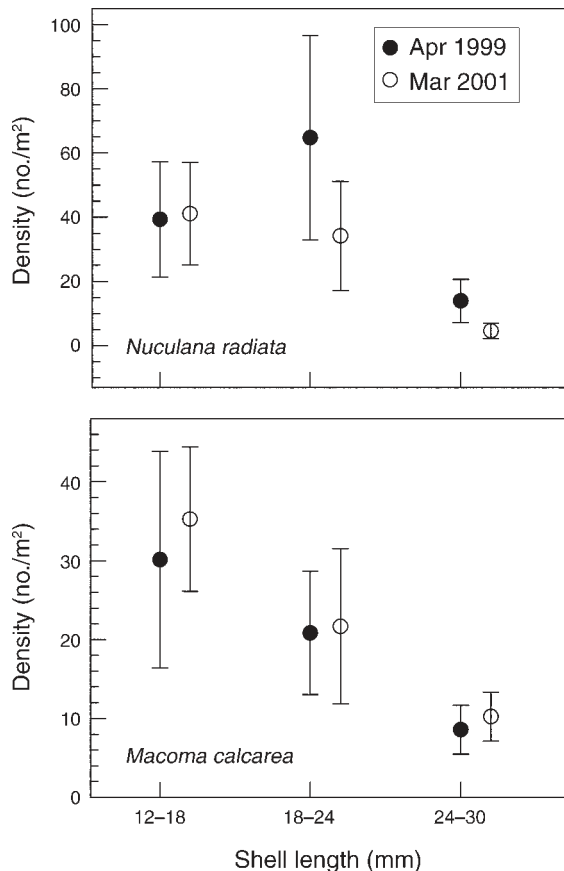 100
80
60
40
20
0
Density (no./m²)
Apr 1999
Mar 2001
Nuculana radiata
40
30
20
10
0
Density (no./m²)
Macoma calcarea
12–18
18–24
24–30
Shell length (mm)